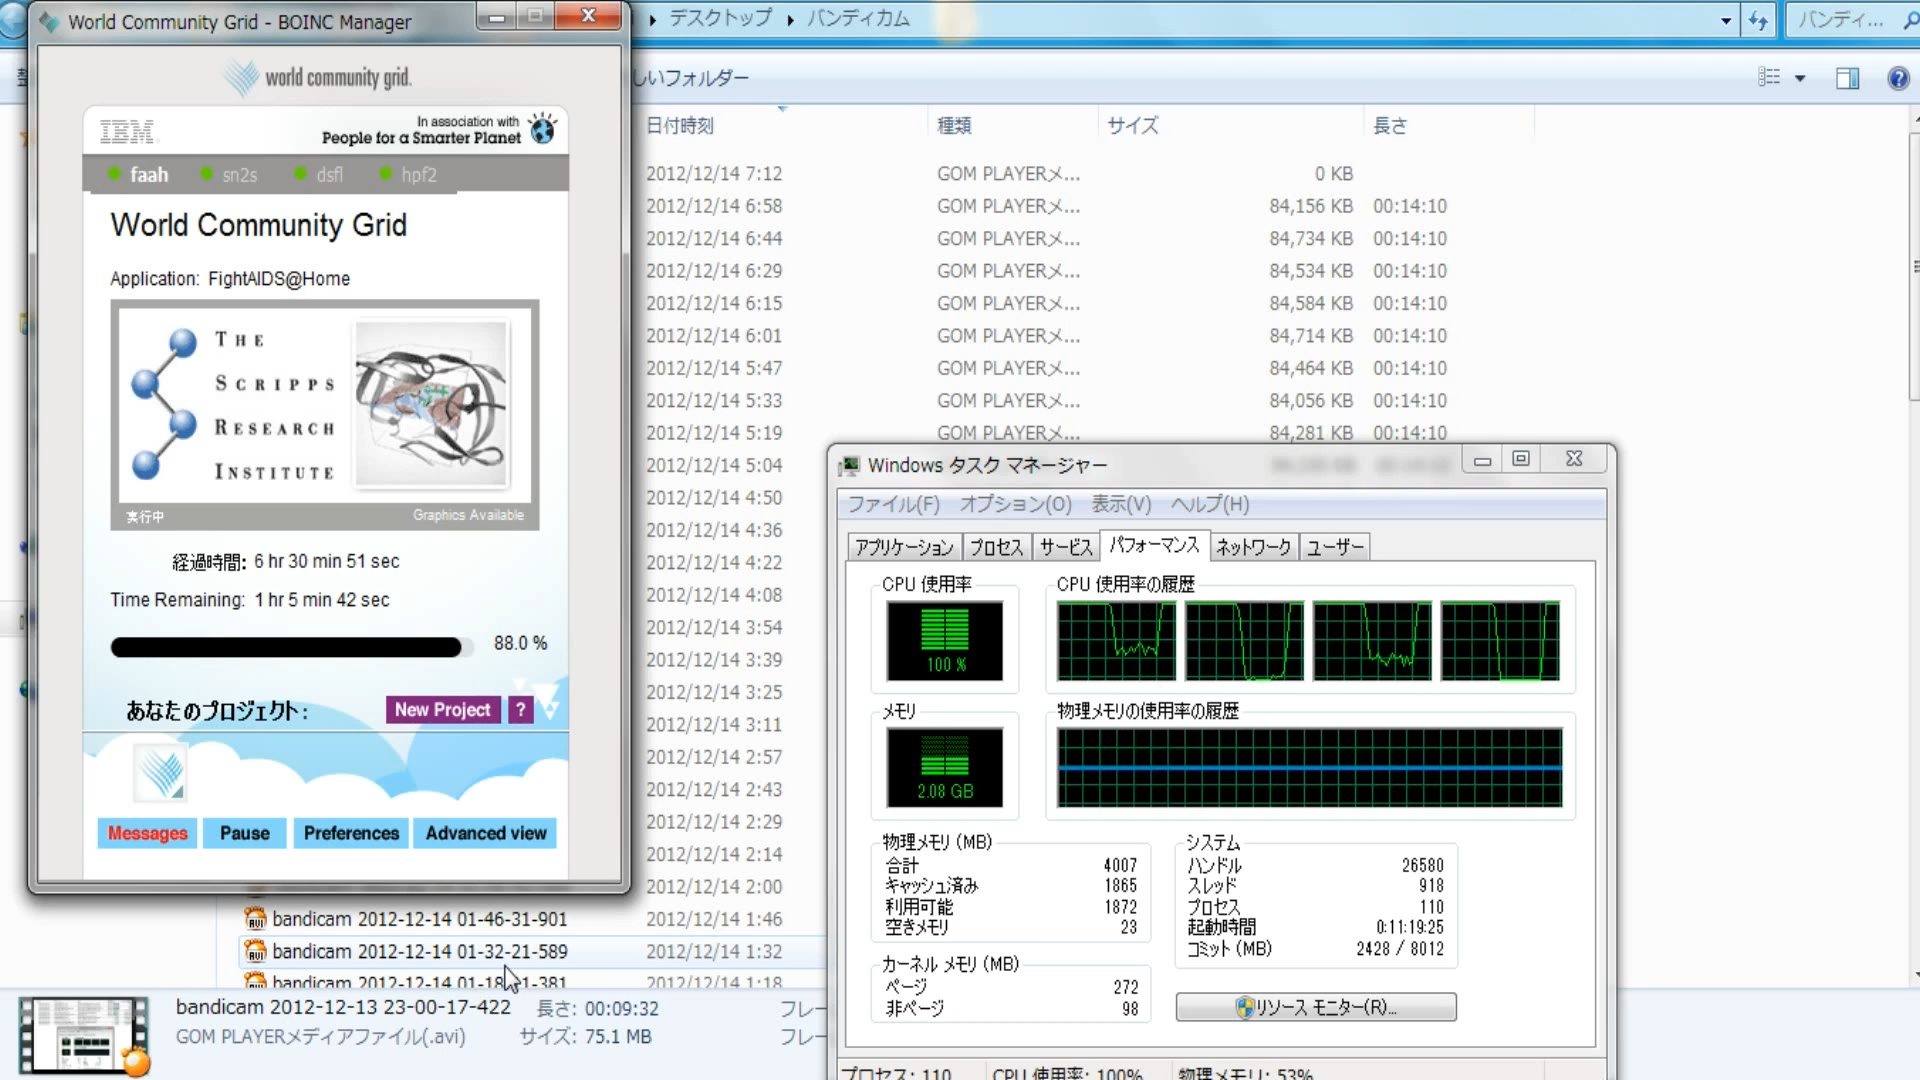 World Community Grid - BOINC Manager
world community grid.
IBM.
In association with
People for a Smarter Planet
faah
sn2s
dsfl
hpf2
World Community Grid
Application: FightAIDS@Home
THE
SCRIPPS
RESEARCH
INSTITUTE
実行中
Graphics Available
経過時間: 6 hr 30 min 51 sec
Time Remaining: 1 hr 5 min 42 sec
88.0 %
あなたのプロジェクト:
New Project
?
Messages
Pause
Preferences
Advanced view
デスクトップ
バンディカム
バンディ...
しいフォルダー
日付時刻
種類
サイズ
長さ
2012/12/14 7:12 GOM PLAYERメ... 0 KB
2012/12/14 6:58 GOM PLAYERメ... 84,156 KB 00:14:10
2012/12/14 6:44 GOM PLAYERメ... 84,734 KB 00:14:10
2012/12/14 6:29 GOM PLAYERメ... 84,534 KB 00:14:10
2012/12/14 6:15 GOM PLAYERメ... 84,584 KB 00:14:10
2012/12/14 6:01 GOM PLAYERメ... 84,714 KB 00:14:10
2012/12/14 5:47 GOM PLAYERメ... 84,464 KB 00:14:10
2012/12/14 5:33 GOM PLAYERメ... 84,056 KB 00:14:10
2012/12/14 5:19 GOM PLAYERメ... 84,281 KB 00:14:10
2012/12/14 5:04
2012/12/14 4:50
2012/12/14 4:36
2012/12/14 4:22
2012/12/14 4:08
2012/12/14 3:54
2012/12/14 3:39
2012/12/14 3:25
2012/12/14 3:11
2012/12/14 2:57
2012/12/14 2:43
2012/12/14 2:29
2012/12/14 2:14
2012/12/14 2:00
bandicam 2012-12-14 01-46-31-901 2012/12/14 1:46
bandicam 2012-12-14 01-32-21-589 2012/12/14 1:32
bandicam 2012-12-14 01-18-21-381 2012/12/14 1:18
bandicam 2012-12-13 23-00-17-422 長さ: 00:09:32 フレー
GOM PLAYERメディアファイル(.avi) サイズ: 75.1 MB フレー
Windows タスク マネージャー
ファイル(F) オプション(O) 表示(V) ヘルプ(H)
アプリケーション プロセス サービス パフォーマンス ネットワーク ユーザー
CPU 使用率
CPU 使用率の履歴
100 %
メモリ
物理メモリの使用率の履歴
2.08 GB
物理メモリ (MB)
合計 4007
キャッシュ済み 1865
利用可能 1872
空きメモリ 23
カーネル メモリ (MB)
ページ 272
非ページ 98
システム
ハンドル 26580
スレッド 918
プロセス 110
起動時間 0:11:19:25
コミット (MB) 2428 / 8012
リソース モニター(R)...
プロセス: 110 CPU 使用率: 100% 物理メモリ: 53%